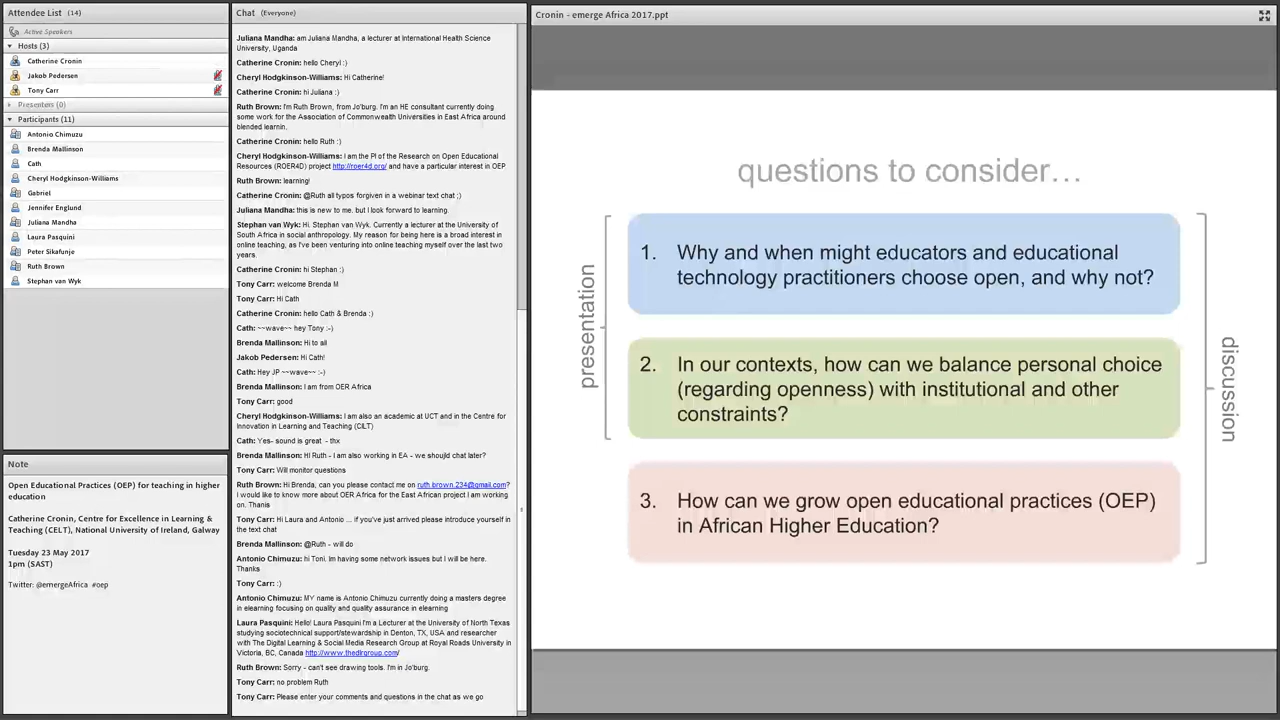 Attendee List (14)
Active Speakers
Hosts (3)
Catherine Cronin
Jakob Pedersen
Tony Carr
Presenters (0)
Participants (11)
Antonio Chimuzu
Brenda Mallinson
Cath
Cheryl Hodgkinson-Williams
Gabriel
Jennifer Englund
Juliana Mandha
Laura Pasquini
Peter Sikafunje
Ruth Brown
Stephan van Wyk
Note
Open Educational Practices (OEP) for teaching in higher
education
Catherine Cronin, Centre for Excellence in Learning &
Teaching (CELT), National University of Ireland, Galway
Tuesday 23 May 2017
1pm (SAST)
Twitter: @emergeAfrica #oep
Chat (Everyone)
Juliana Mandha: am Juliana Mandha, a lecturer at International Health Science
University, Uganda
Catherine Cronin: hello Cheryl :)
Cheryl Hodgkinson-Williams: Hi Catherine!
Catherine Cronin: hi Juliana :)
Ruth Brown: I'm Ruth Brown, from Jo'burg. I'm an HE consultant currently doing
some work for the Association of Commonwealth Universities in East Africa around
blended learnin.
Catherine Cronin: hello Ruth :)
Cheryl Hodgkinson-Williams: I am the PI of the Research on Open Educational
Resources (ROER4D) project http://roer4d.org/ and have a particular interest in OEP
Ruth Brown: learning!
Catherine Cronin: @Ruth all typos forgiven in a webinar text chat ;)
Juliana Mandha: this is new to me. but I look forward to learning.
Stephan van Wyk: Hi. Stephan van Wyk. Currently a lecturer at the University of
South Africa in social anthropology. My reason for being here is a broad interest in
online teaching, as I've been venturing into online teaching myself over the last two
years.
Catherine Cronin: hi Stephan :)
Tony Carr: welcome Brenda M
Tony Carr: Hi Cath
Catherine Cronin: hello Cath & Brenda :)
Cath: ~~wave~~ hey Tony :-)
Brenda Mallinson: Hi to all
Jakob Pedersen: Hi Cath!
Cath: Hey JP ~~wave~~ :-)
Brenda Mallinson: I am from OER Africa
Tony Carr: good
Cheryl Hodgkinson-Williams: I am also an academic at UCT and in the Centre for
Innovation in Learning and Teaching (CILT)
Cath: Yes- sound is great - thx
Brenda Mallinson: HI Ruth - I am also working in EA - we shoujld chat later?
Tony Carr: Will monitor questions
Ruth Brown: Hi Brenda, can you please contact me on ruth.brown.234@gmail.com?
I would like to know more about OER Africa for the East African project I am working
on. Thanis
Tony Carr: Hi Laura and Antonio ... if you've just arrived please introduce yourself in
the text chat
Brenda Mallinson: @Ruth - will do
Antonio Chimuzu: hi Toni. Im having some network issues but I will be here.
Thanks
Tony Carr: :)
Antonio Chimuzu: MY name is Antonio Chimuzu currently doing a masters degree
in elearning focusing on quality and quality assurance in elearning
Laura Pasquini: Hello! Laura Pasquini I'm a Lecturer at the University of North Texas
studying sociotechnical support/stewardship in Denton, TX, USA and researcher
with The Digital Learning & Social Media Research Group at Royal Roads University in
Victoria, BC, Canada http://www.thedlrgroup.com/
Ruth Brown: Sorry - can't see drawing tools. I'm in Jo'burg.
Tony Carr: no problem Ruth
Tony Carr: Please enter your comments and questions in the chat as we go
Cronin - emerge Africa 2017.ppt
questions to consider…
presentation
1. Why and when might educators and educational
technology practitioners choose open, and why not?
2. In our contexts, how can we balance personal choice
(regarding openness) with institutional and other
constraints?
3. How can we grow open educational practices (OEP)
in African Higher Education?
discussion